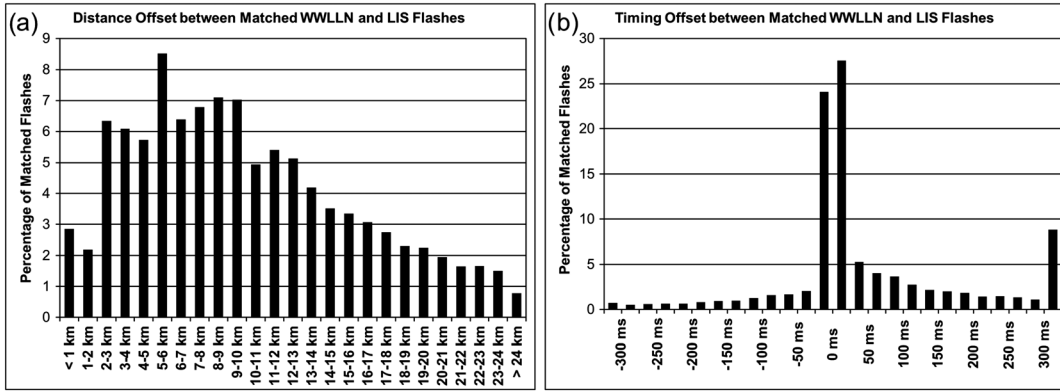 (a)
Distance Offset between Matched WWLLN and LIS Flashes
Percentage of Matched Flashes
9
8
7
6
5
4
3
2
1
0
< 1 km
1-2 km
2-3 km
3-4 km
4-5 km
5-6 km
6-7 km
7-8 km
8-9 km
9-10 km
10-11 km
11-12 km
12-13 km
13-14 km
14-15 km
15-16 km
16-17 km
17-18 km
18-19 km
19-20 km
20-21 km
21-22 km
22-23 km
23-24 km
> 24 km
(b)
Timing Offset between Matched WWLLN and LIS Flashes
Percentage of Matched Flashes
30
25
20
15
10
5
0
-300 ms
-250 ms
-200 ms
-150 ms
-100 ms
-50 ms
0 ms
50 ms
100 ms
150 ms
200 ms
250 ms
300 ms